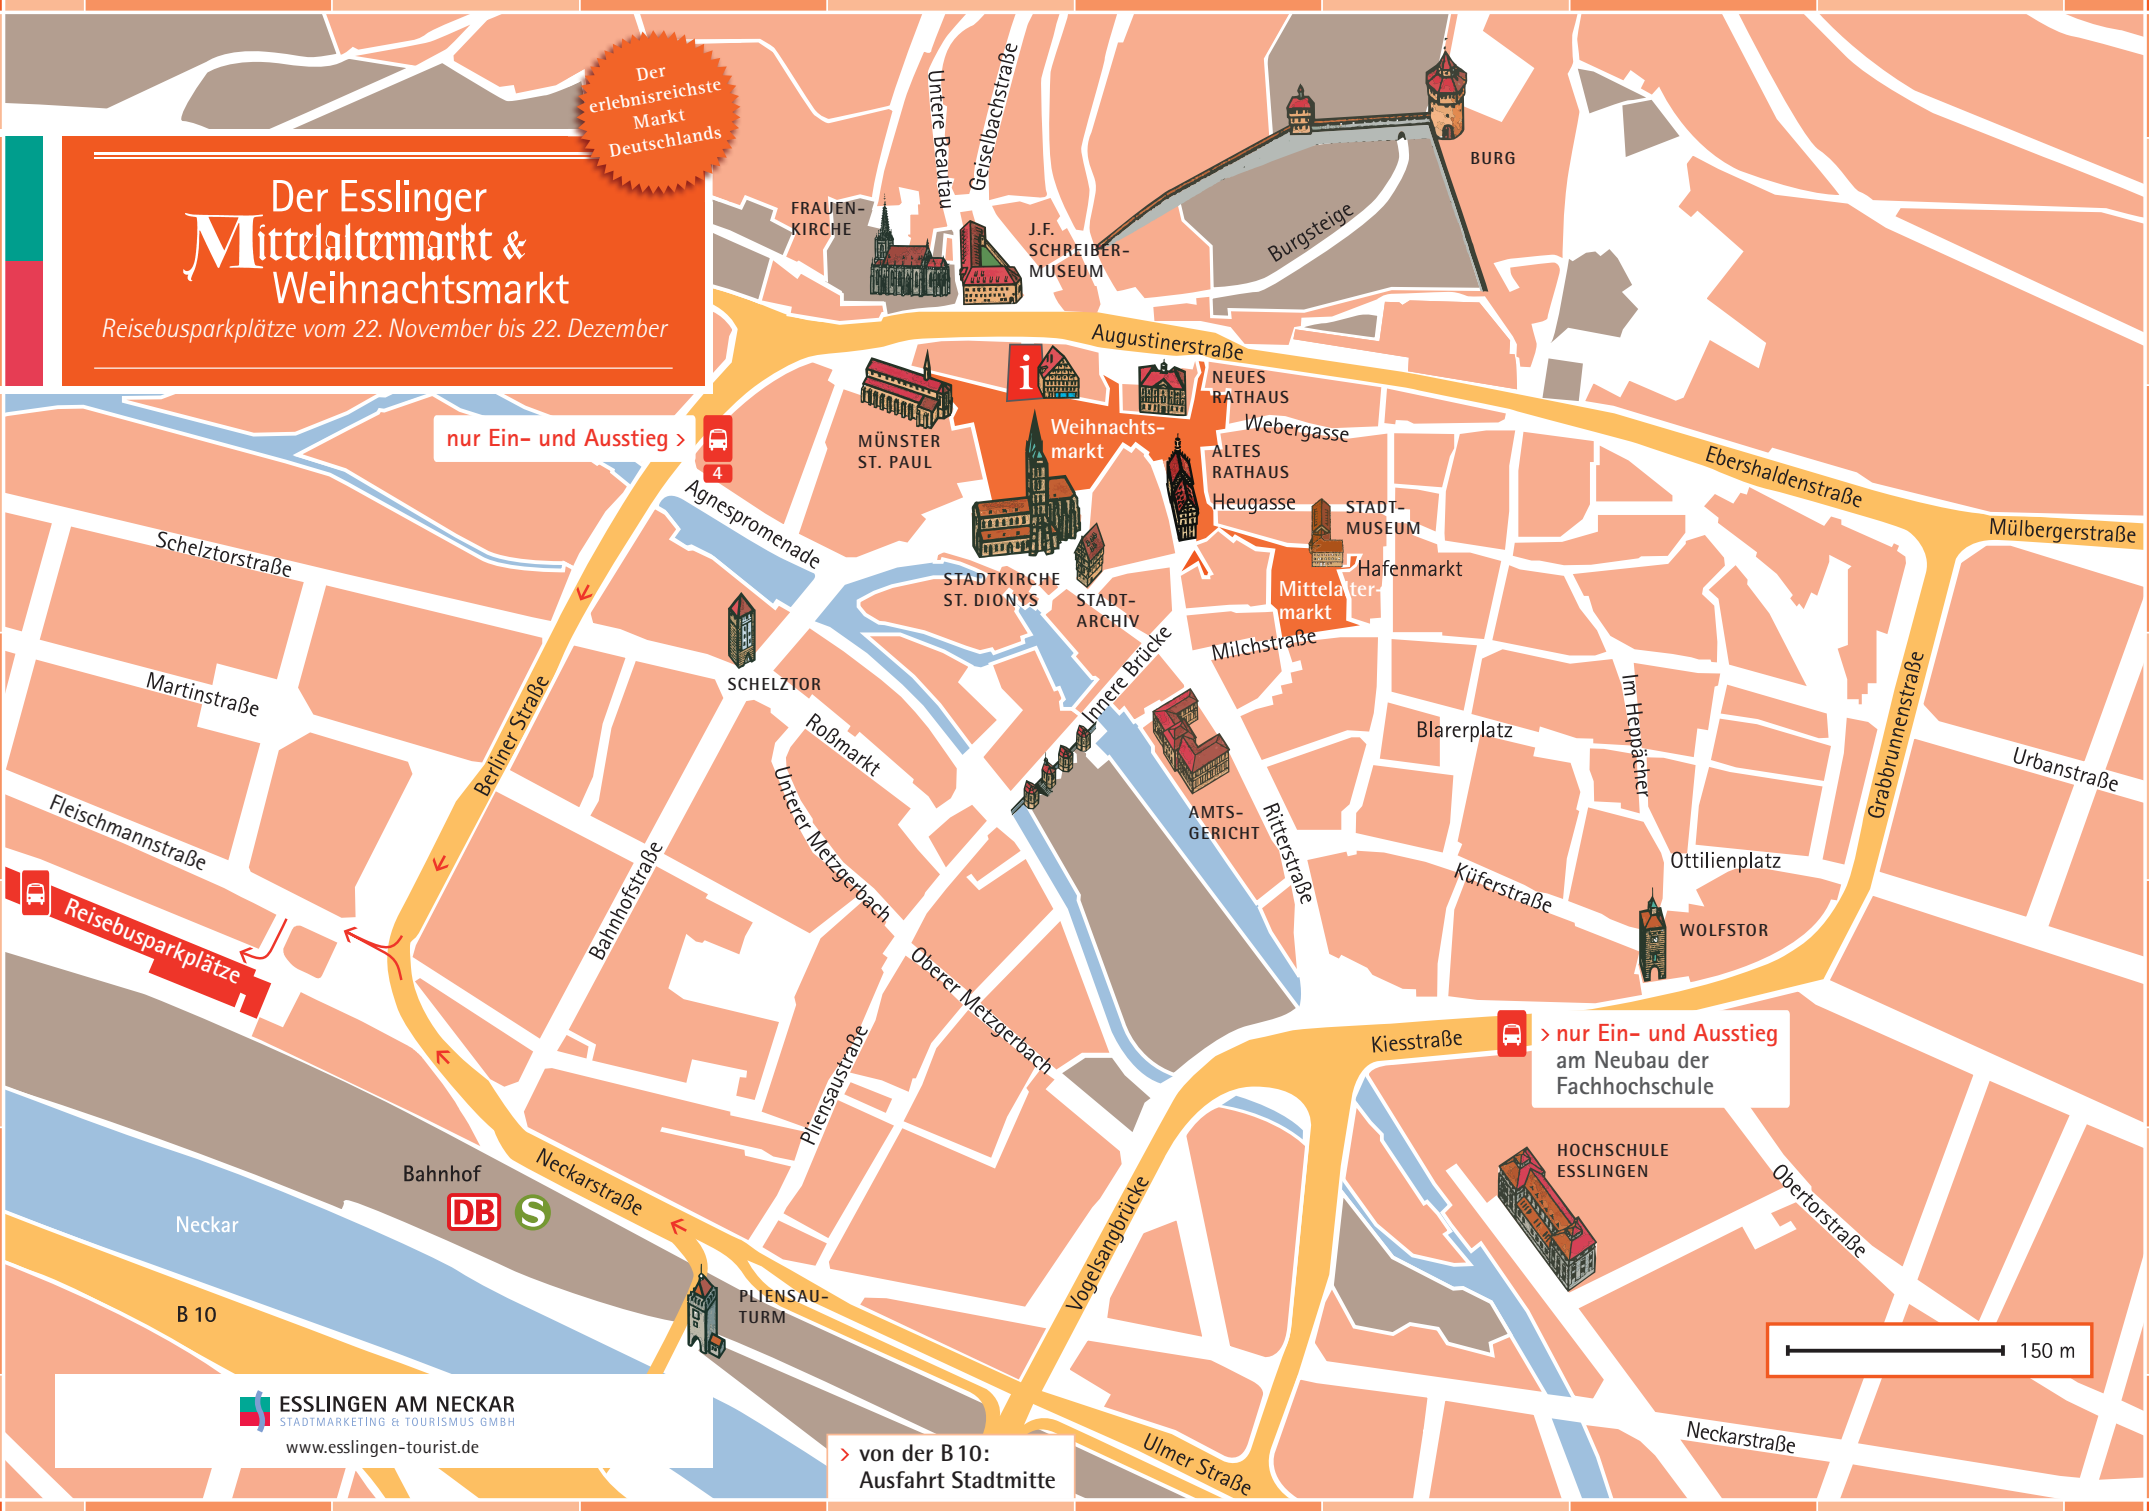 Der
erlebnisreichste
Markt
Deutschlands
Der Esslinger
Mittelaltermarkt &
Weihnachtsmarkt
Reisebusparkplätze vom 22. November bis 22. Dezember
Untere Beautau
Geiselbachstraße
BURG
Burgsteige
FRAUEN-
KIRCHE
J.F.
SCHREIBER-
MUSEUM
Augustinerstraße
i
NEUES
RATHAUS
Webergasse
Weihnachts-
markt
MÜNSTER
ST. PAUL
ALTES
RATHAUS
Heugasse
STADT-
MUSEUM
Hafenmarkt
Mittelalter-
markt
Milchstraße
nur Ein- und Ausstieg >
4
Agnespromenade
Ebershaldenstraße
Mülbergerstraße
Schelztorstraße
STADTKIRCHE
ST. DIONYS
STADT-
ARCHIV
Innere Brücke
SCHELZTOR
Martinstraße
Berliner Straße
Roßmarkt
Unterer Metzgerbach
Im Heppächer
Blarerplatz
Grabbrunnenstraße
Urbanstraße
Fleischmannstraße
AMTS-
GERICHT
Ritterstraße
Ottilienplatz
Küferstraße
WOLFSTOR
Bahnhofstraße
Reisebusparkplätze
Oberer Metzgerbach
Pliensaustraße
Kiesstraße
> nur Ein- und Ausstieg
am Neubau der
Fachhochschule
HOCHSCHULE
ESSLINGEN
Obertorstraße
Bahnhof
DB
S
Neckarstraße
Neckar
Vogelsangbrücke
B 10
PLIENSAU-
TURM
150 m
ESSLINGEN AM NECKAR
STADTMARKETING & TOURISMUS GMBH
www.esslingen-tourist.de
> von der B 10:
Ausfahrt Stadtmitte
Ulmer Straße
Neckarstraße